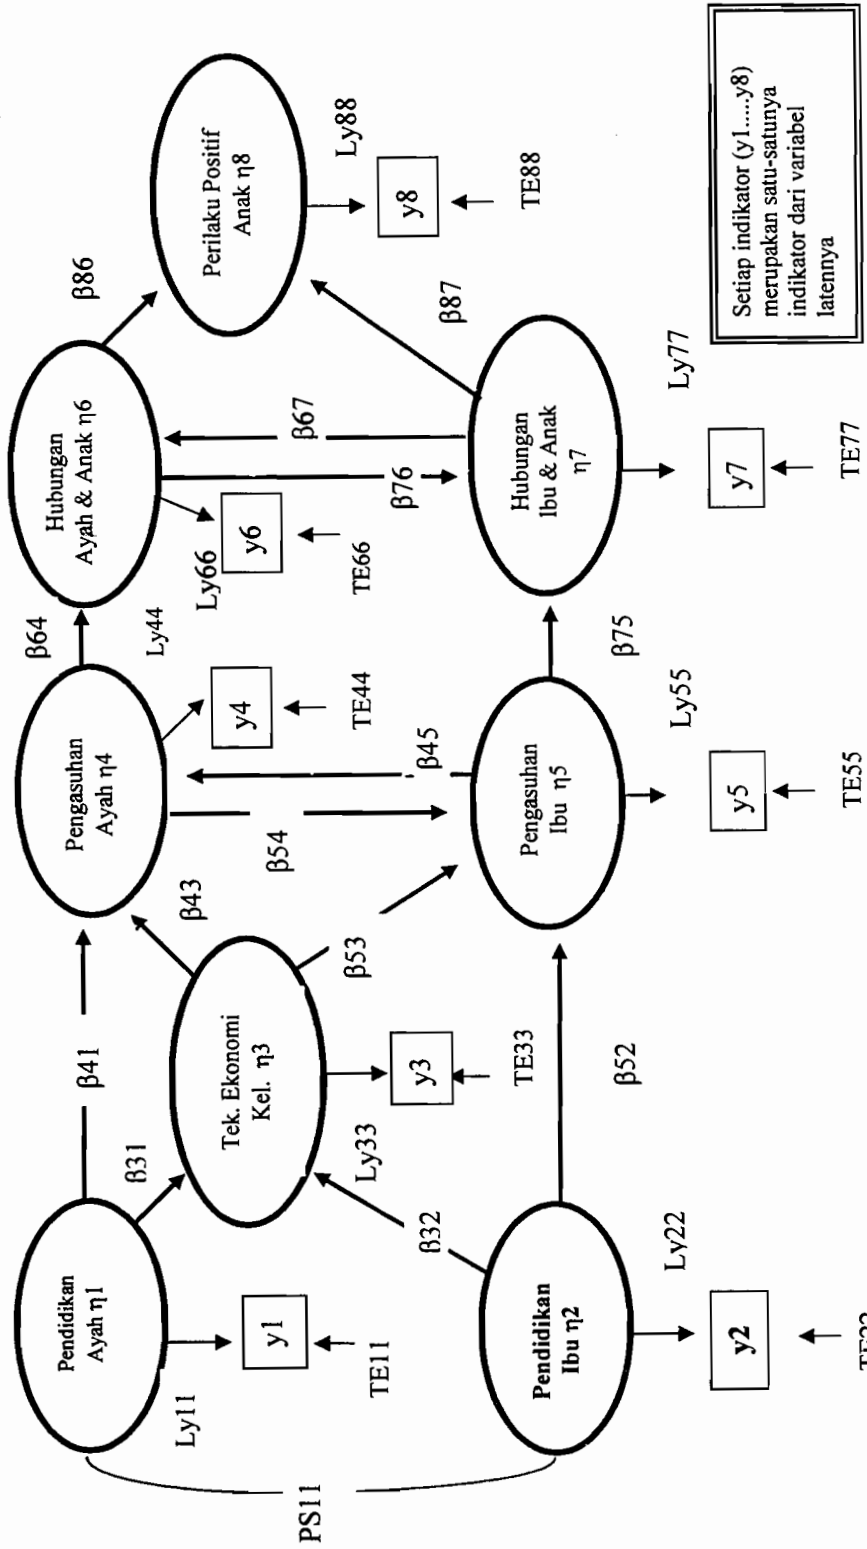 PS11
Pendidikan
Ayah η1
Ly11
y1
TE11
β41
β31
Pendidikan
Ibu η2
Ly22
y2
β32
β52
Tek. Ekonomi
Kel. η3
Ly33
y3
TE33
β43
β53
Pengasuhan
Ayah η4
Ly44
y4
TE44
β54
β45
Pengasuhan
Ibu η5
Ly55
y5
TE55
β64
β75
Hubungan
Ayah & Anak η6
Ly66
y6
TE66
β76
β67
Hubungan
Ibu & Anak
η7
Ly77
y7
TE77
β86
β87
Perilaku Positif
Anak η8
Ly88
y8
TE88
Setiap indikator (y1.....y8)
merupakan satu-satunya
indikator dari variabel
latennya